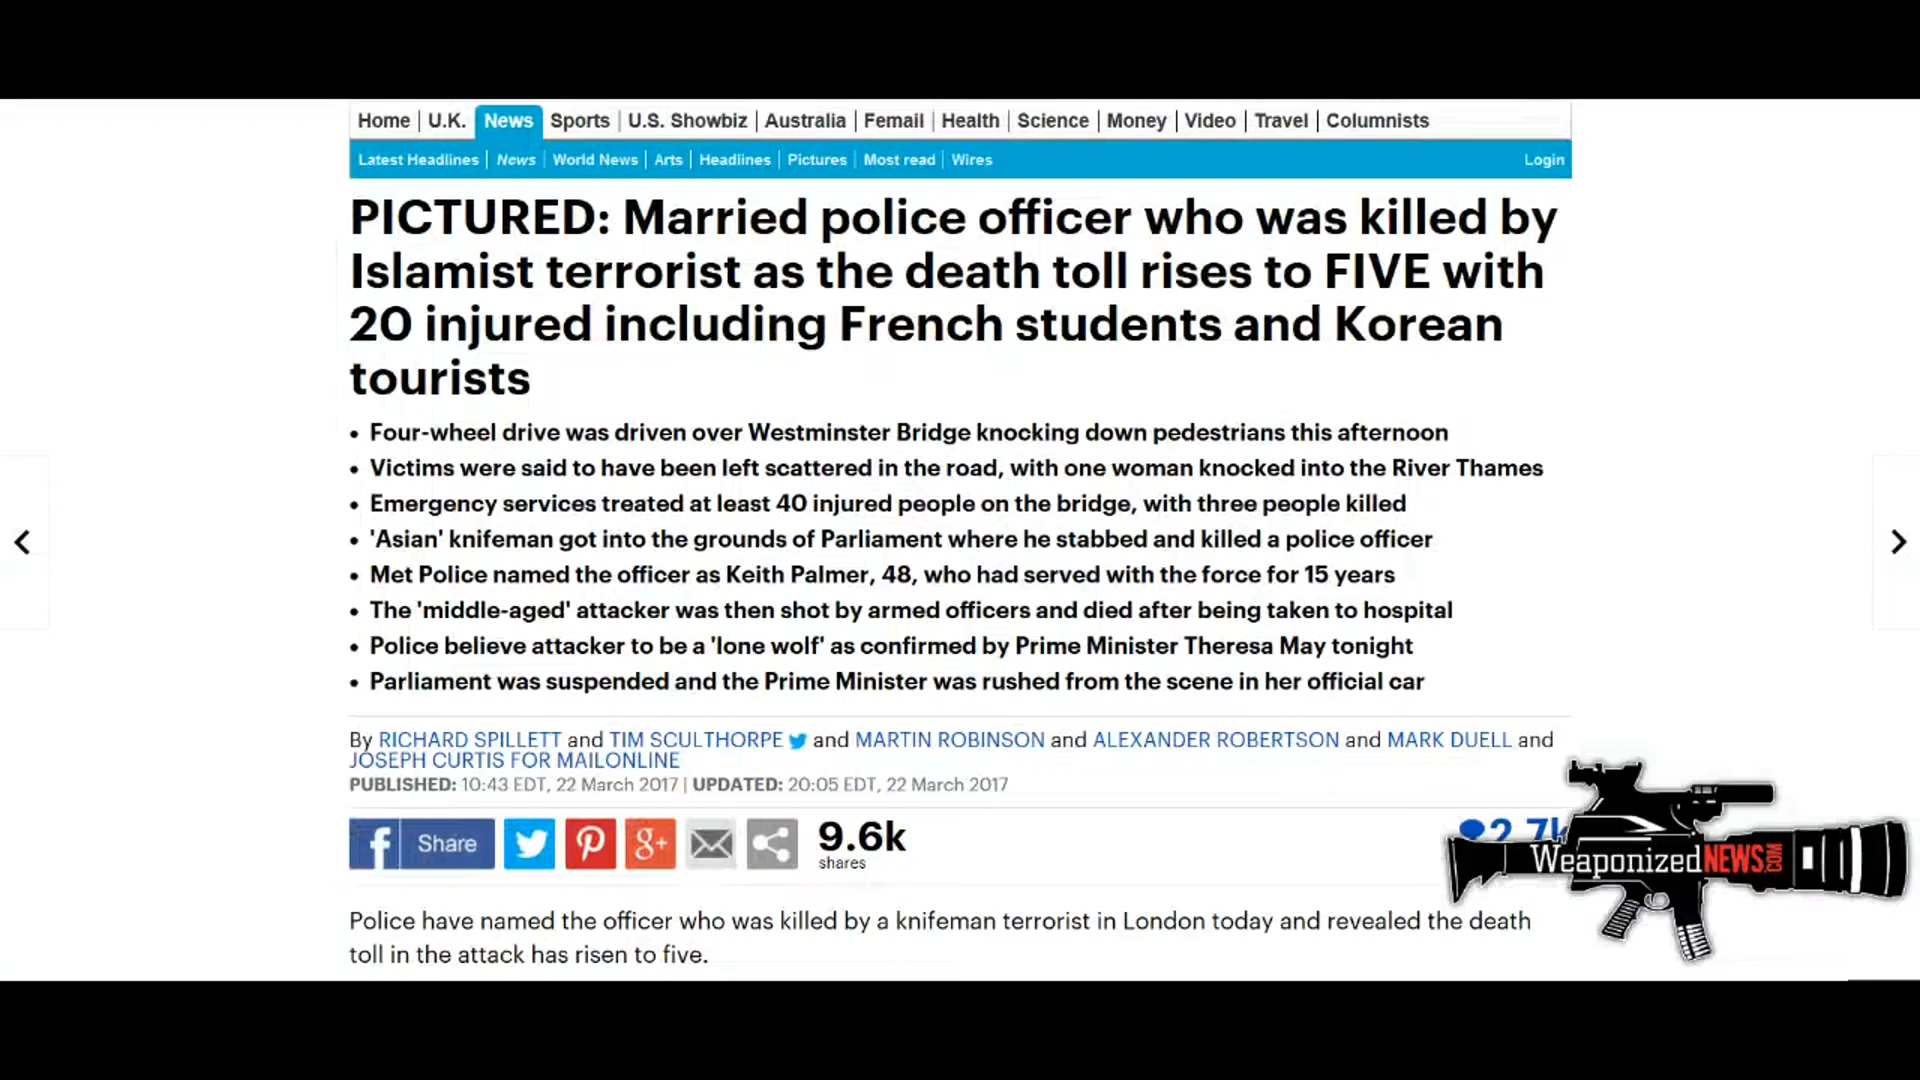 Home U.K. News Sports U.S. Showbiz Australia Femail Health Science Money Video Travel Columnists
Latest Headlines News World News Arts Headlines Pictures Most read Wires Login
PICTURED: Married police officer who was killed by
Islamist terrorist as the death toll rises to FIVE with
20 injured including French students and Korean
tourists
• Four-wheel drive was driven over Westminster Bridge knocking down pedestrians this afternoon
• Victims were said to have been left scattered in the road, with one woman knocked into the River Thames
• Emergency services treated at least 40 injured people on the bridge, with three people killed
• 'Asian' knifeman got into the grounds of Parliament where he stabbed and killed a police officer
• Met Police named the officer as Keith Palmer, 48, who had served with the force for 15 years
• The 'middle-aged' attacker was then shot by armed officers and died after being taken to hospital
• Police believe attacker to be a 'lone wolf' as confirmed by Prime Minister Theresa May tonight
• Parliament was suspended and the Prime Minister was rushed from the scene in her official car
By RICHARD SPILLETT and TIM SCULTHORPE and MARTIN ROBINSON and ALEXANDER ROBERTSON and MARK DUELL and
JOSEPH CURTIS FOR MAILONLINE
PUBLISHED: 10:43 EDT, 22 March 2017 | UPDATED: 20:05 EDT, 22 March 2017
f Share g+ 9.6k
shares
WeaponizedNEWS.COM
Police have named the officer who was killed by a knifeman terrorist in London today and revealed the death
toll in the attack has risen to five.